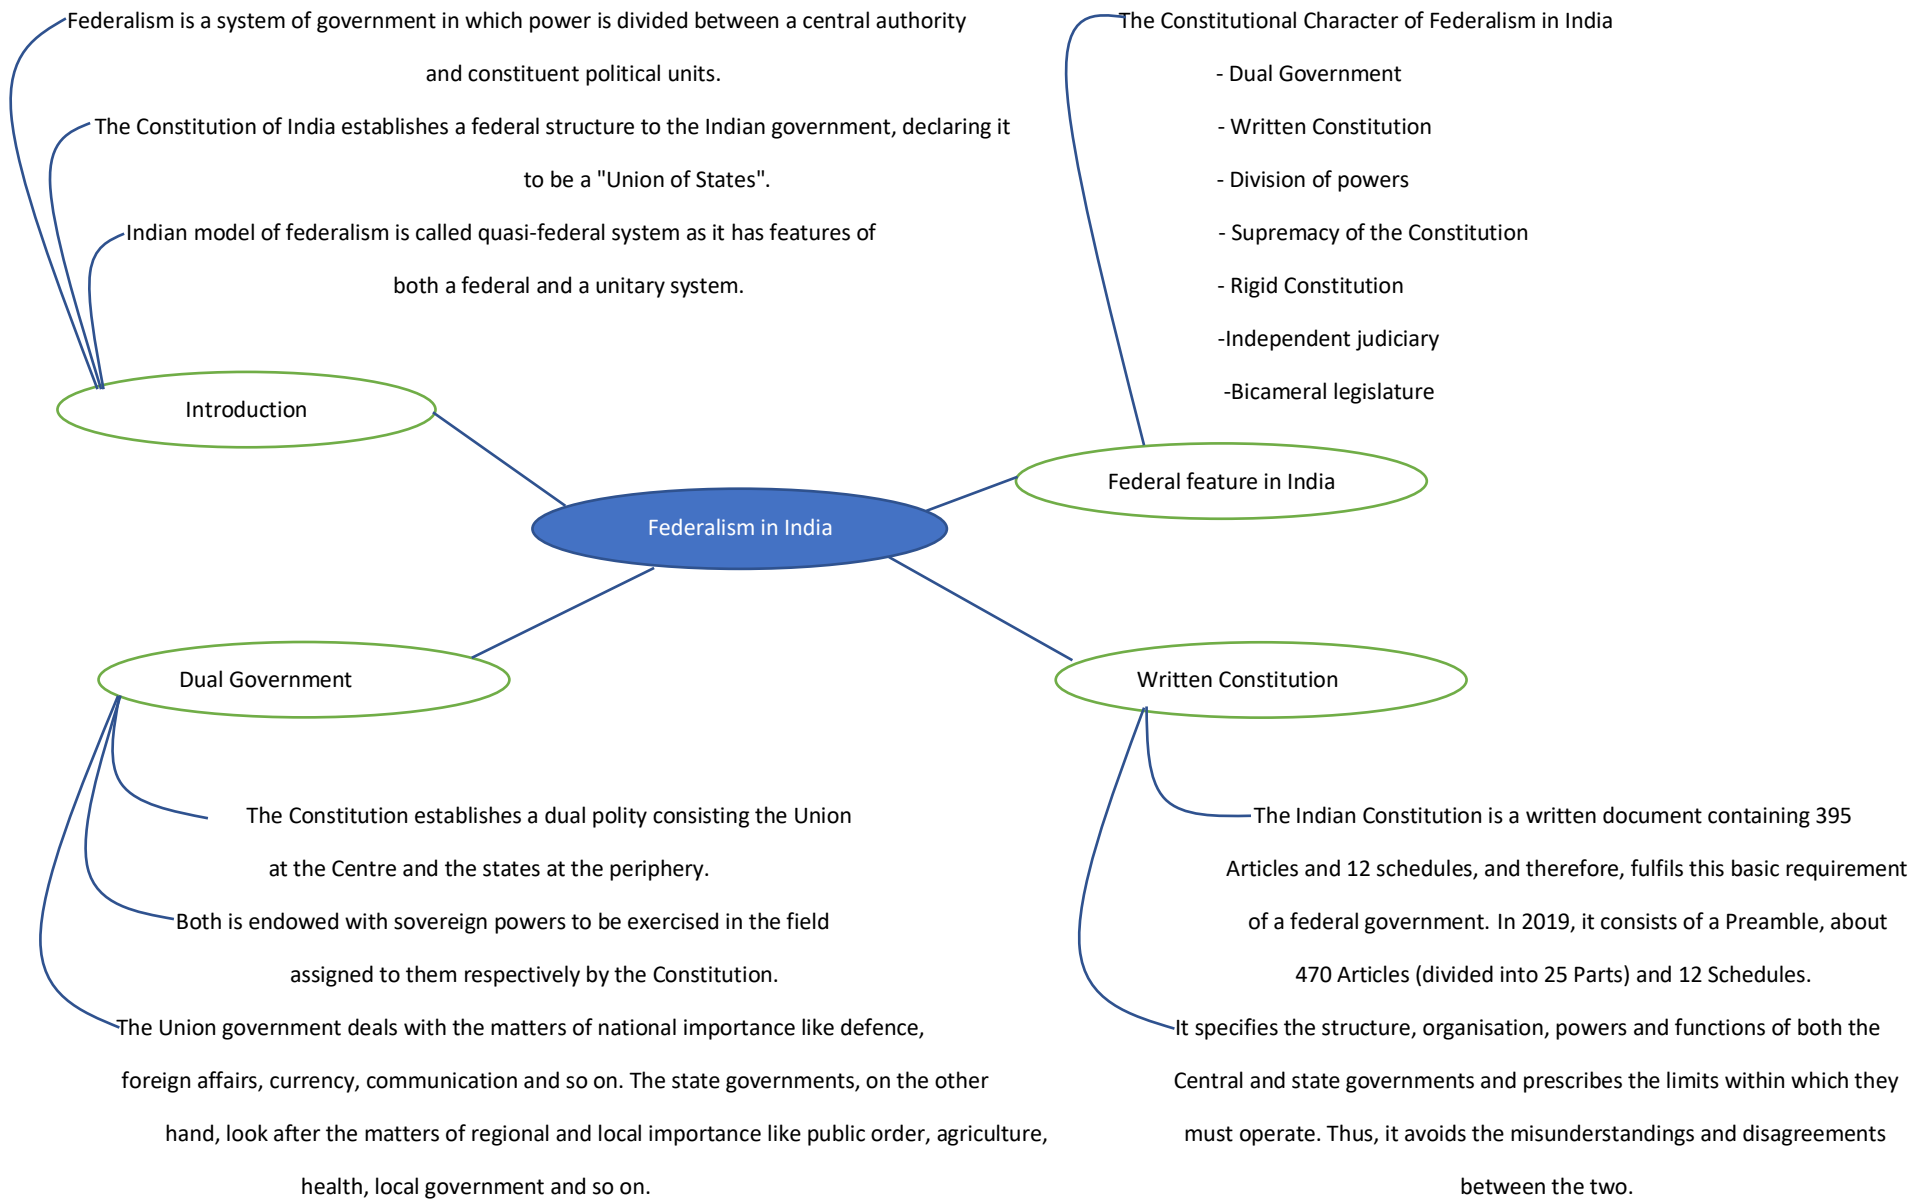 Federalism is a system of government in which power is divided between a central authority
and constituent political units.
The Constitution of India establishes a federal structure to the Indian government, declaring it
to be a "Union of States".
Indian model of federalism is called quasi-federal system as it has features of
both a federal and a unitary system.
Introduction
The Constitutional Character of Federalism in India
- Dual Government
- Written Constitution
- Division of powers
- Supremacy of the Constitution
- Rigid Constitution
-Independent judiciary
-Bicameral legislature
Federal feature in India
Federalism in India
Dual Government
The Constitution establishes a dual polity consisting the Union
at the Centre and the states at the periphery.
Both is endowed with sovereign powers to be exercised in the field
assigned to them respectively by the Constitution.
The Union government deals with the matters of national importance like defence,
foreign affairs, currency, communication and so on. The state governments, on the other
hand, look after the matters of regional and local importance like public order, agriculture,
health, local government and so on.
Written Constitution
The Indian Constitution is a written document containing 395
Articles and 12 schedules, and therefore, fulfils this basic requirement
of a federal government. In 2019, it consists of a Preamble, about
470 Articles (divided into 25 Parts) and 12 Schedules.
It specifies the structure, organisation, powers and functions of both the
Central and state governments and prescribes the limits within which they
must operate. Thus, it avoids the misunderstandings and disagreements
between the two.